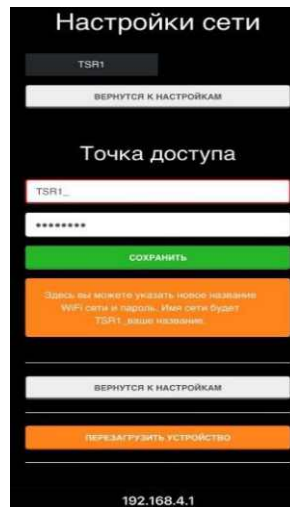 Настройки сети
TSR1
ВЕРНУТСЯ К НАСТРОЙКАМ
Точка доступа
TSR1_
********
СОХРАНИТЬ
Здесь вы можете указать новое название
WiFi сети и пароль. Имя сети будет
TSR1_ваше название.
ВЕРНУТСЯ К НАСТРОЙКАМ
ПЕРЕЗАГРУЗИТЬ УСТРОЙСТВО
192.168.4.1